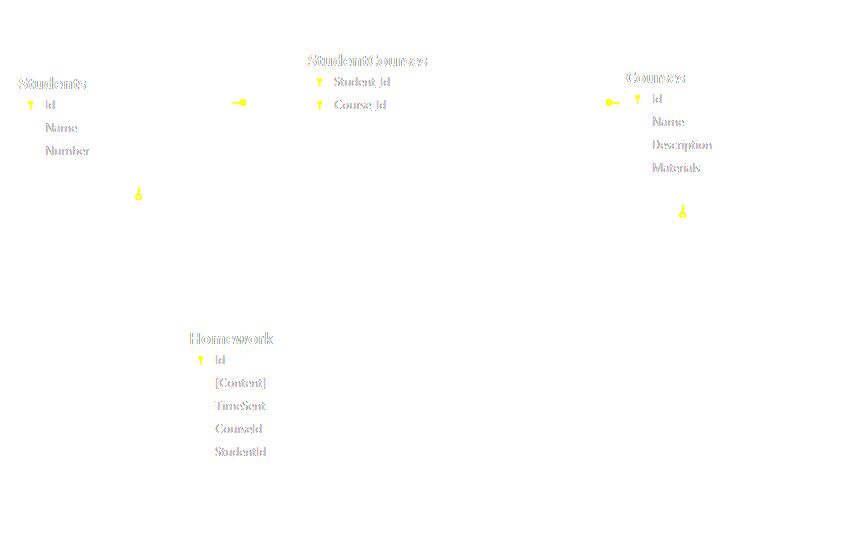 Students
Id
Name
Number
StudentCourses
Student_Id
Course_Id
Courses
Id
Name
Description
Materials
Homework
Id
[Content]
TimeSent
CourseId
StudentId